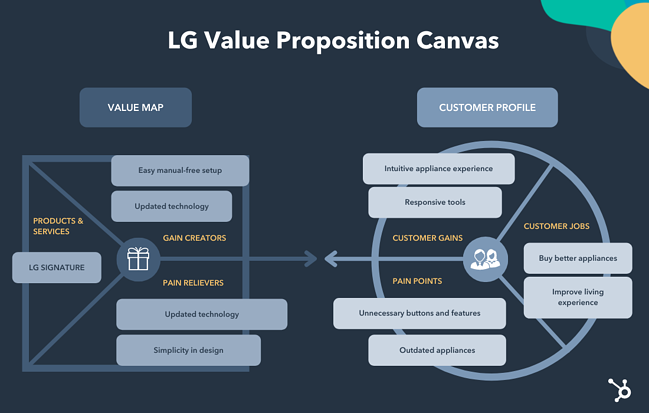 LG Value Proposition Canvas
VALUE MAP
CUSTOMER PROFILE
Easy manual-free setup
Updated technology
PRODUCTS &
SERVICES
GAIN CREATORS
LG SIGNATURE
PAIN RELIEVERS
Updated technology
Simplicity in design
Intuitive appliance experience
Responsive tools
CUSTOMER GAINS
CUSTOMER JOBS
Buy better appliances
PAIN POINTS
Improve living
experience
Unnecessary buttons and features
Outdated appliances